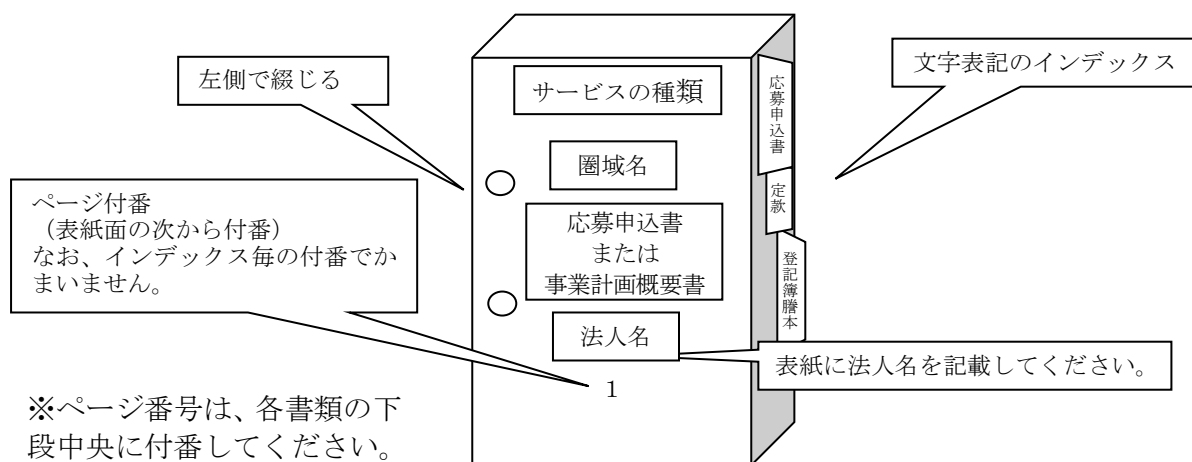 左側で綴じる
サービスの種類
文字表記のインデックス
応募申込書
圏域名
定款
ページ付番
（表紙面の次から付番）
なお、インデックス毎の付番でか
まいません。
応募申込書
または
事業計画概要書
登記簿謄本
法人名
表紙に法人名を記載してください。
1
※ページ番号は、各書類の下
段中央に付番してください。